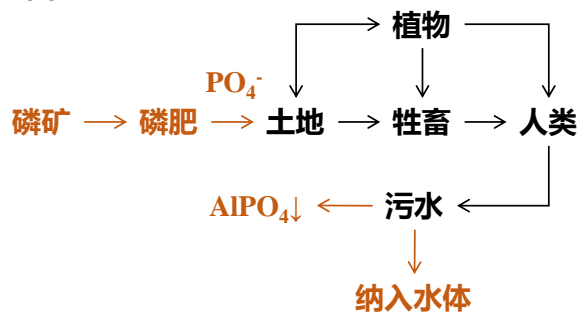 植物
PO₄⁻
磷矿 → 磷肥 → 土地 → 牲畜 → 人类
AlPO₄↓ ← 污水
纳入水体